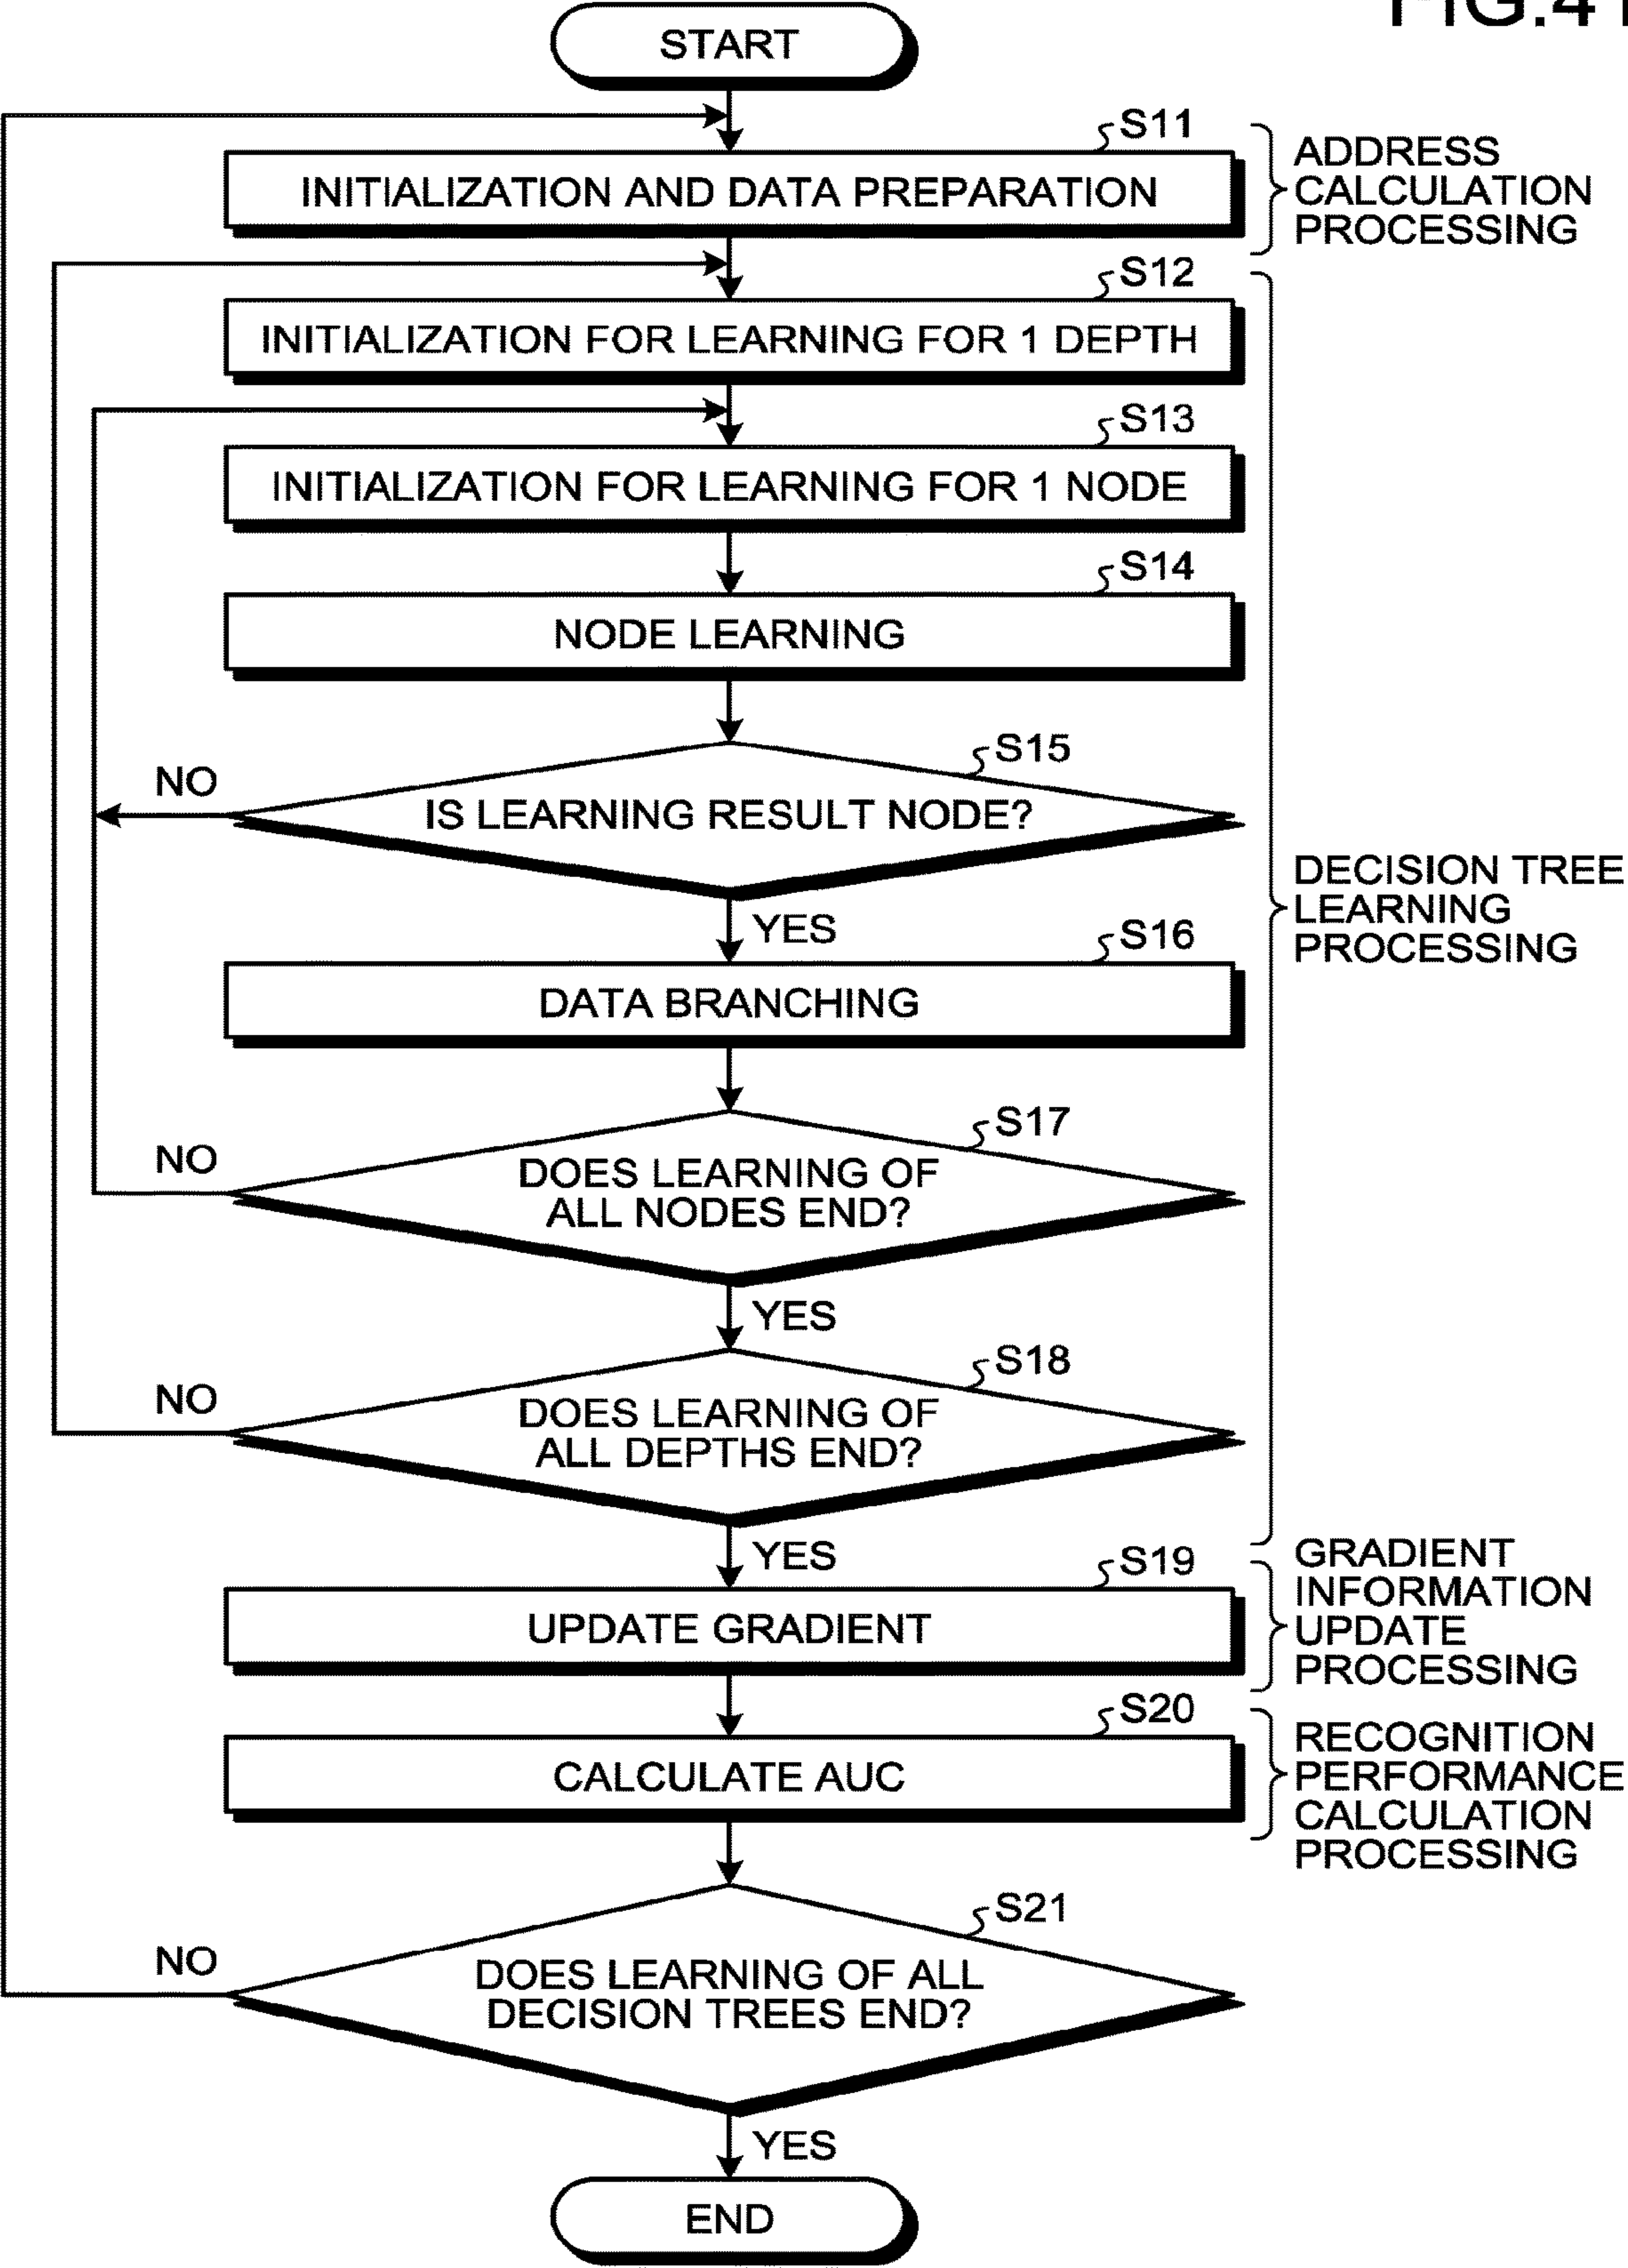 FIG.41
START
S11
INITIALIZATION AND DATA PREPARATION
ADDRESS
CALCULATION
PROCESSING
S12
INITIALIZATION FOR LEARNING FOR 1 DEPTH
S13
INITIALIZATION FOR LEARNING FOR 1 NODE
S14
NODE LEARNING
S15
NO
IS LEARNING RESULT NODE?
YES
DECISION TREE
LEARNING
PROCESSING
S16
DATA BRANCHING
S17
NO
DOES LEARNING OF
ALL NODES END?
YES
S18
NO
DOES LEARNING OF
ALL DEPTHS END?
YES
S19
UPDATE GRADIENT
GRADIENT
INFORMATION
UPDATE
PROCESSING
S20
CALCULATE AUC
RECOGNITION
PERFORMANCE
CALCULATION
PROCESSING
S21
NO
DOES LEARNING OF ALL
DECISION TREES END?
YES
END